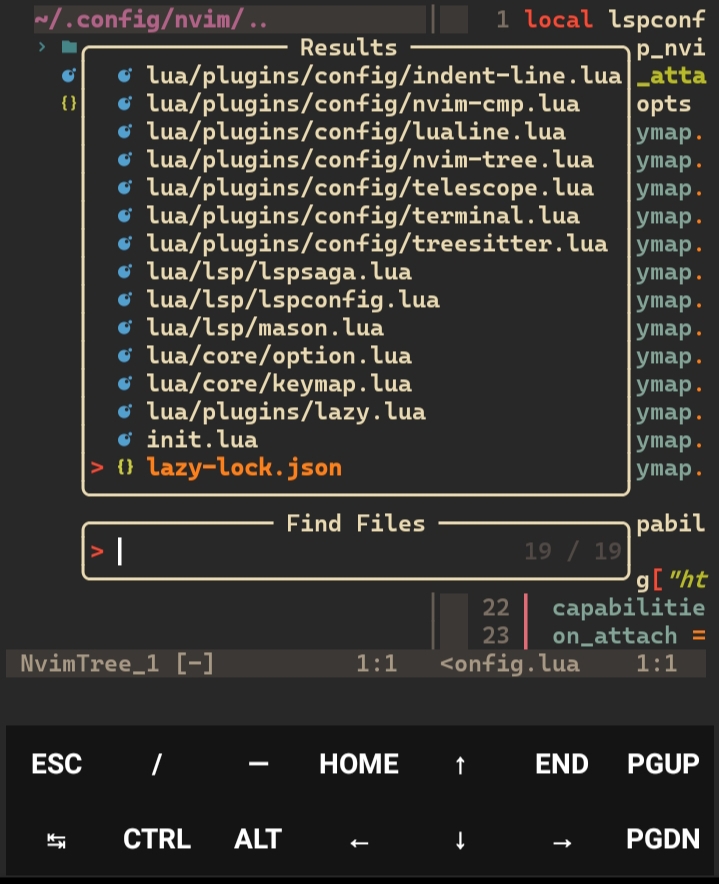 ~/.config/nvim/..
1 local lspconf
Results
p_nvi
lua/plugins/config/indent-line.lua
_atta
lua/plugins/config/nvim-cmp.lua
opts
lua/plugins/config/lualine.lua
ymap.
lua/plugins/config/nvim-tree.lua
ymap.
lua/plugins/config/telescope.lua
ymap.
lua/plugins/config/terminal.lua
ymap.
lua/plugins/config/treesitter.lua
ymap.
lua/lsp/lspsaga.lua
ymap.
lua/lsp/lspconfig.lua
ymap.
lua/lsp/mason.lua
ymap.
lua/core/option.lua
ymap.
lua/core/keymap.lua
ymap.
lua/plugins/lazy.lua
ymap.
init.lua
ymap.
> {} lazy-lock.json
ymap.
Find Files
pabil
> 19 / 19
g["ht
22 capabilitie
23 on_attach =
NvimTree_1 [-] 1:1 <onfig.lua 1:1
ESC / — HOME ↑ END PGUP
↹ CTRL ALT ← ↓ → PGDN